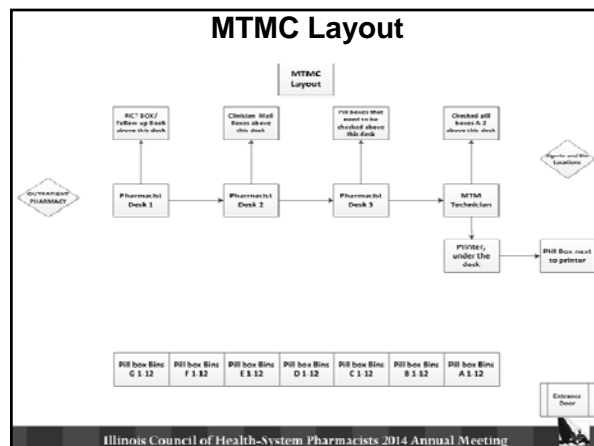 MTMC Layout
MTMC
Layout
PICT BOX/
Follow up Book
above this desk
Clinician Mail
Boxes above
this desk
Pill boxes that
need to be
checked above
this desk
Checked pill
boxes A-Z
above this desk
Signs and Bin
Locations
OUTPATIENT
PHARMACY
Pharmacist
Desk 1
Pharmacist
Desk 2
Pharmacist
Desk 3
MTM
Technician
Printer,
under the
desk
Pill Box next
to printer
Pill box Bins
G 1-12
Pill box Bins
F 1-12
Pill box Bins
E 1-12
Pill box Bins
D 1-12
Pill box Bins
C 1-12
Pill box Bins
B 1-12
Pill box Bins
A 1-12
Entrance
Door
Illinois Council of Health-System Pharmacists 2014 Annual Meeting